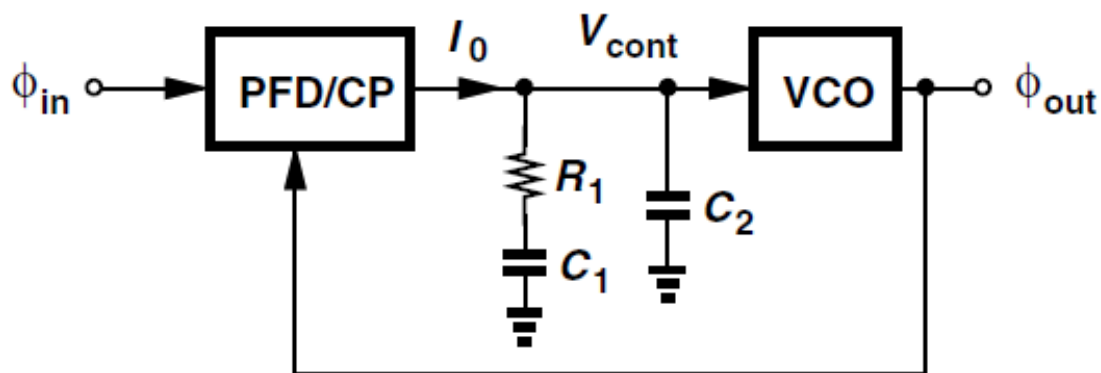 I0 Vcont
ϕin PFD/CP VCO ϕout
R1 C2
C1